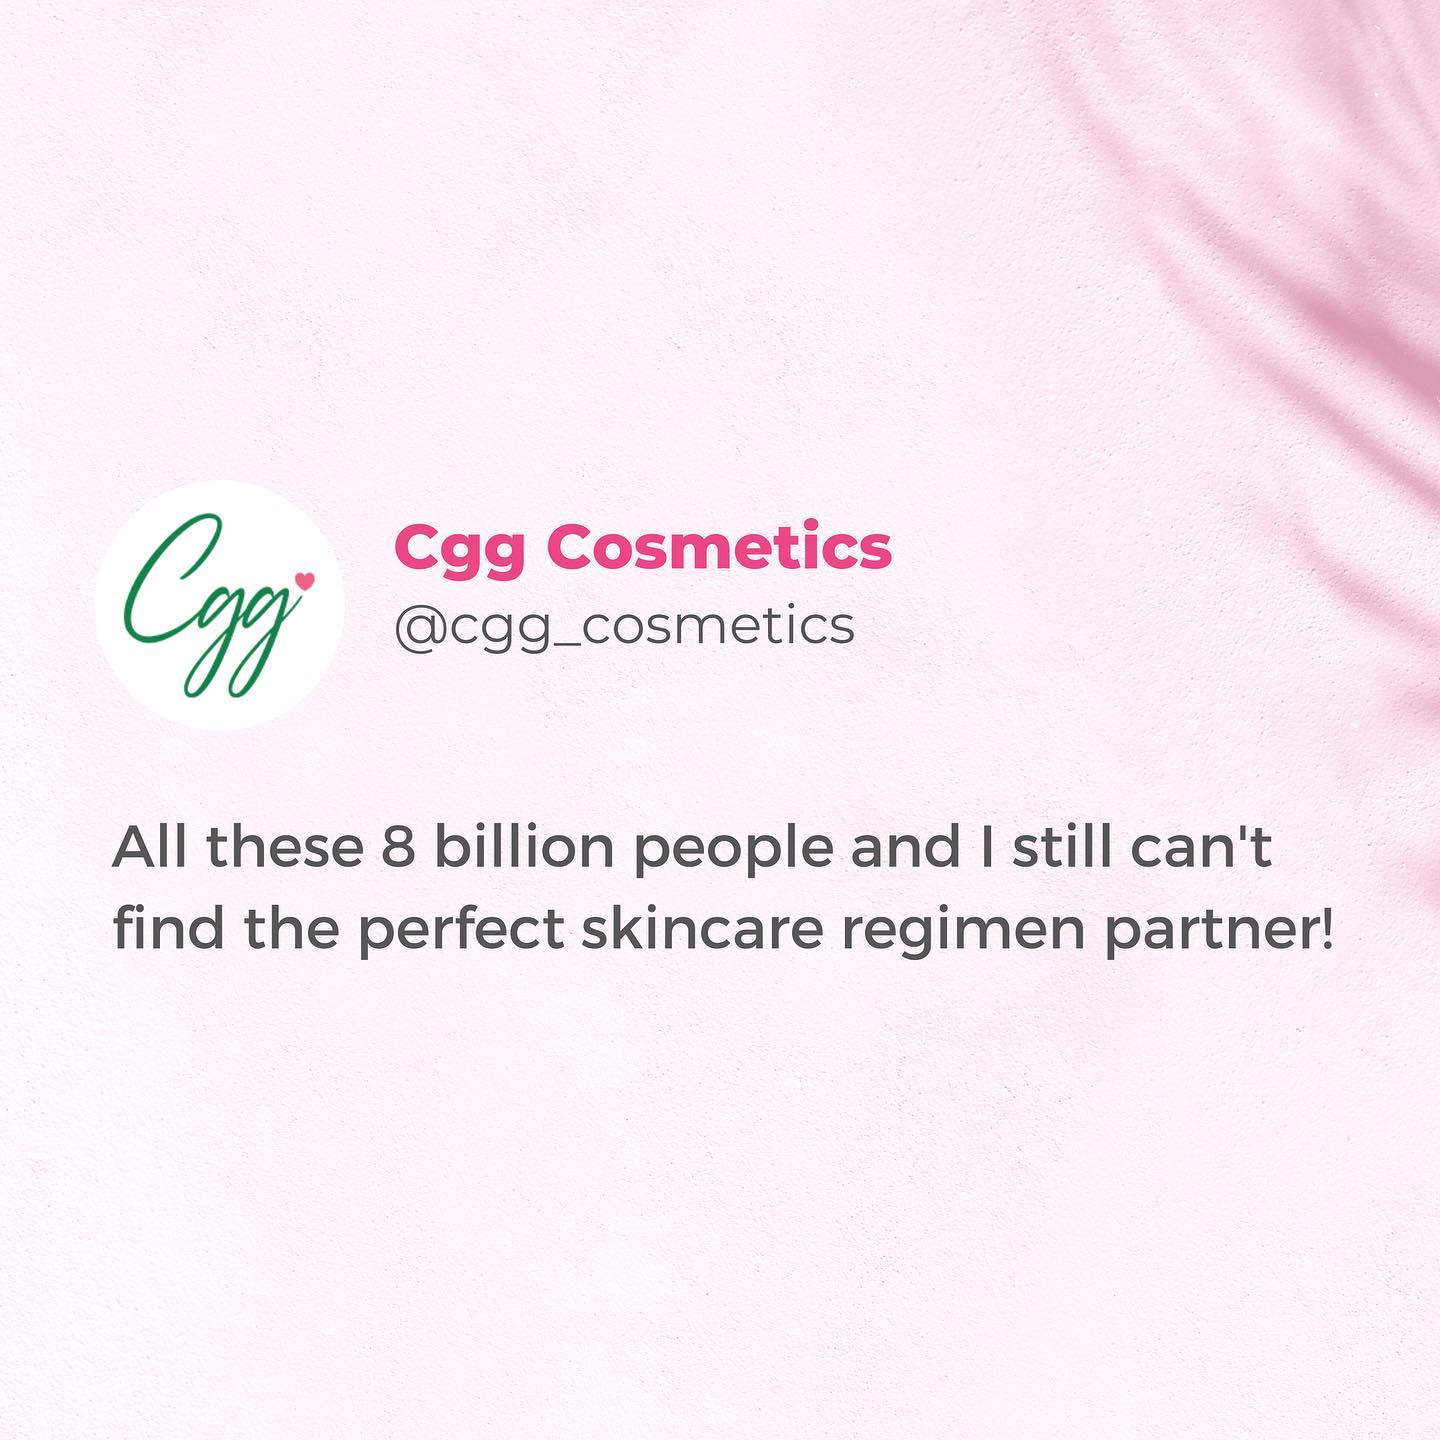 Cgg
Cgg Cosmetics
@cgg_cosmetics
All these 8 billion people and I still can't
find the perfect skincare regimen partner!